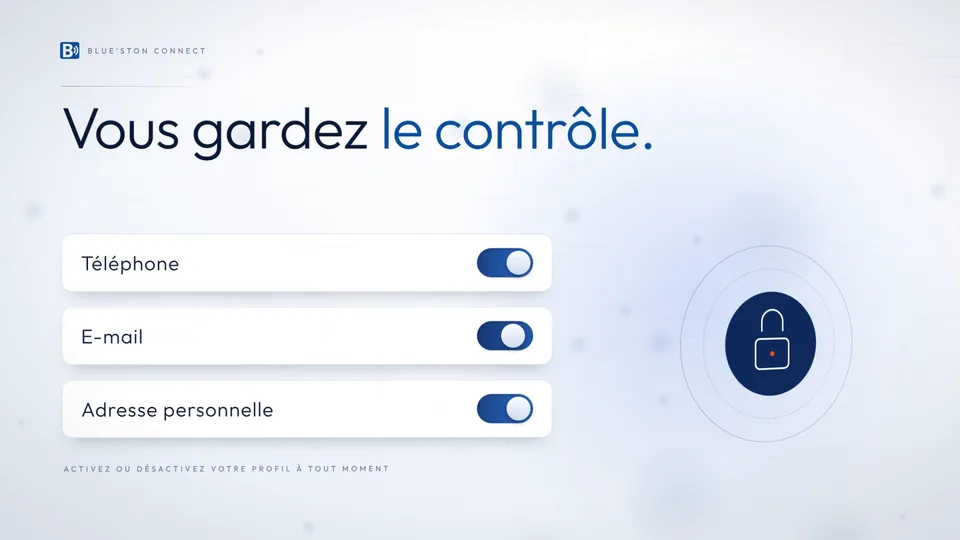 B
BLUE'STON CONNECT
Vous gardez le contrôle.
Téléphone
E-mail
Adresse personnelle
ACTIVEZ OU DÉSACTIVEZ VOTRE PROFIL À TOUT MOMENT